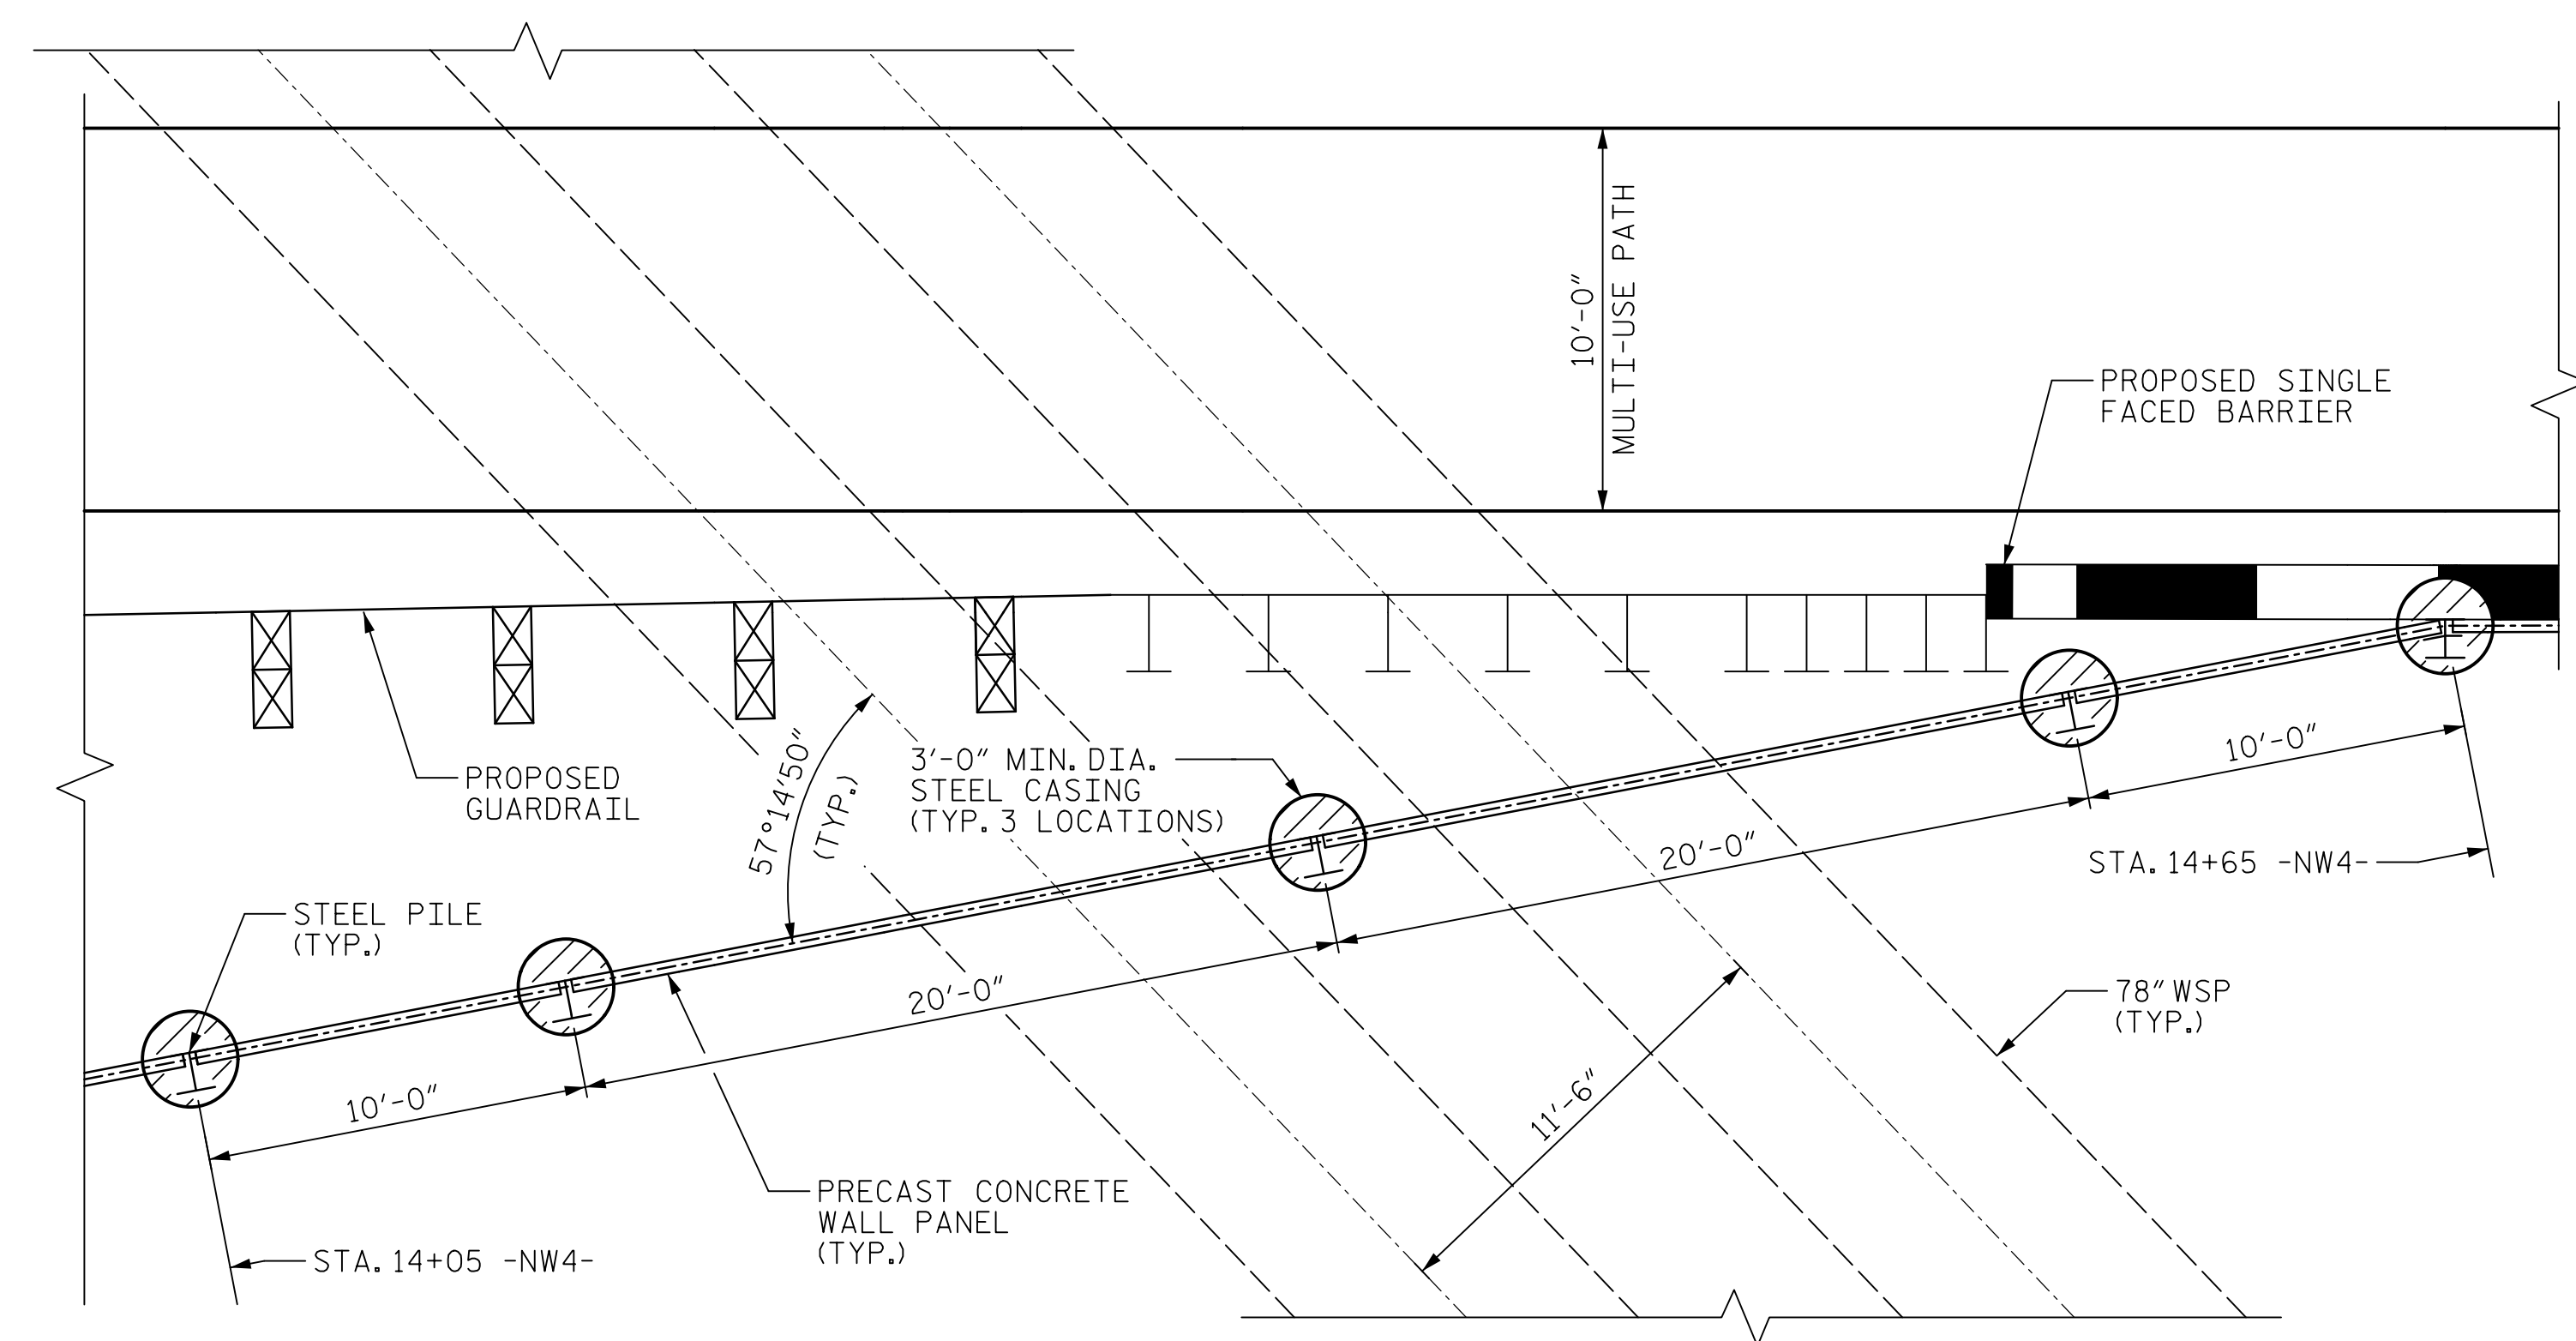 10'-0"
MULTI-USE PATH
PROPOSED SINGLE
FACED BARRIER
PROPOSED
GUARDRAIL
57°14'50"
(TYP.)
3'-0" MIN. DIA.
STEEL CASING
(TYP. 3 LOCATIONS)
10'-0"
20'-0"
STA. 14+65 -NW4-
STEEL PILE
(TYP.)
20'-0"
78" WSP
(TYP.)
10'-0"
11'-6"
PRECAST CONCRETE
WALL PANEL
(TYP.)
STA. 14+05 -NW4-